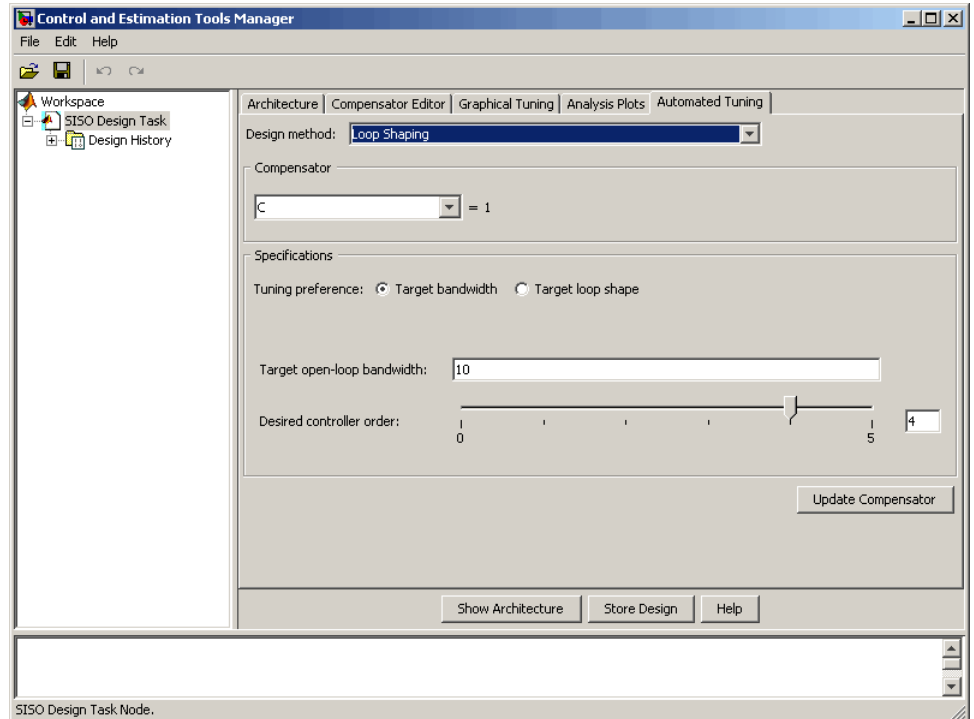 Control and Estimation Tools Manager
File Edit Help
Workspace
SISO Design Task
Design History
Architecture Compensator Editor Graphical Tuning Analysis Plots Automated Tuning
Design method: Loop Shaping
Compensator
C = 1
Specifications
Tuning preference: Target bandwidth Target loop shape
Target open-loop bandwidth: 10
Desired controller order: 4
0 5
Update Compensator
Show Architecture Store Design Help
SISO Design Task Node.